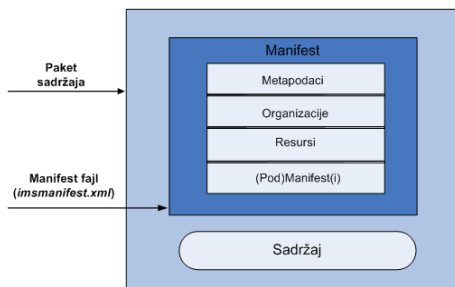 Manifest
Metapodaci
Organizacije
Resursi
(Pod)Manifest(i)
Sadržaj
Paket
sadržaja
Manifest fajl
(imsmanifest.xml)